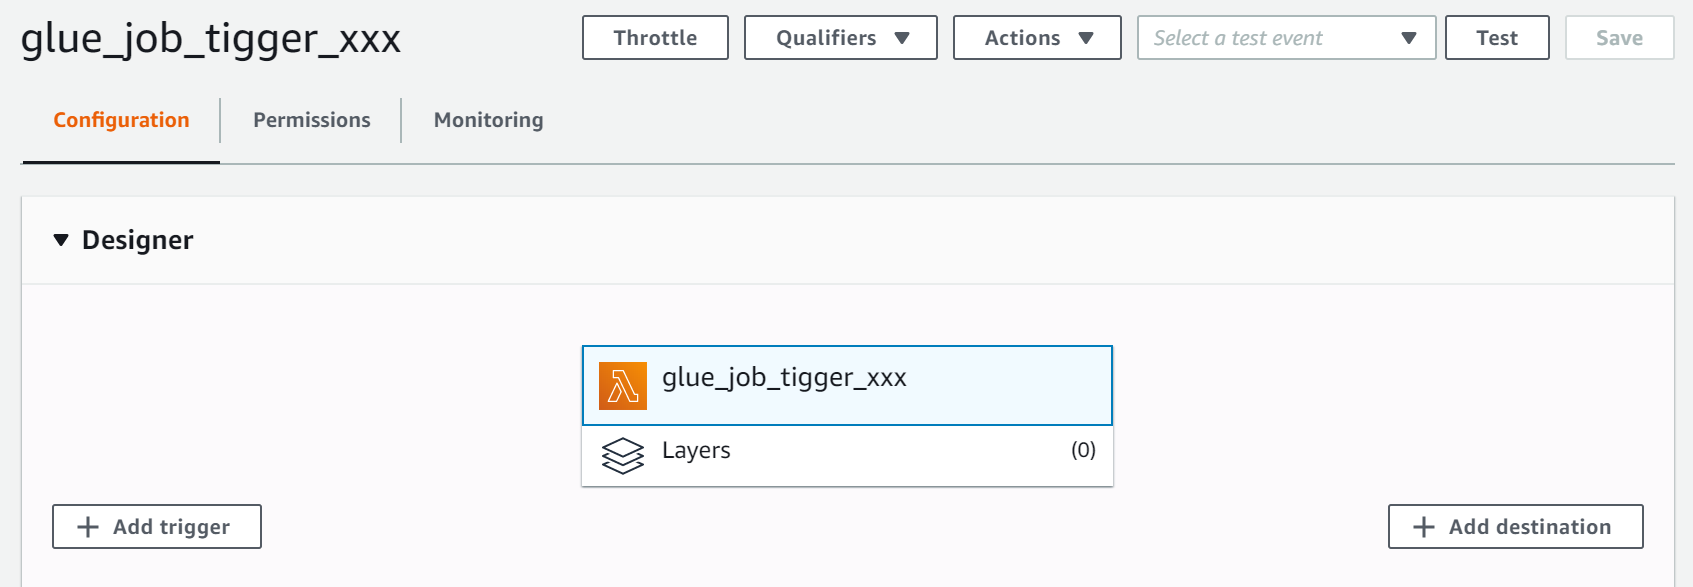 glue_job_tigger_xxx
Throttle
Qualifiers
Actions
Select a test event
Test
Save
Configuration
Permissions
Monitoring
Designer
glue_job_tigger_xxx
Layers (0)
Add trigger
Add destination